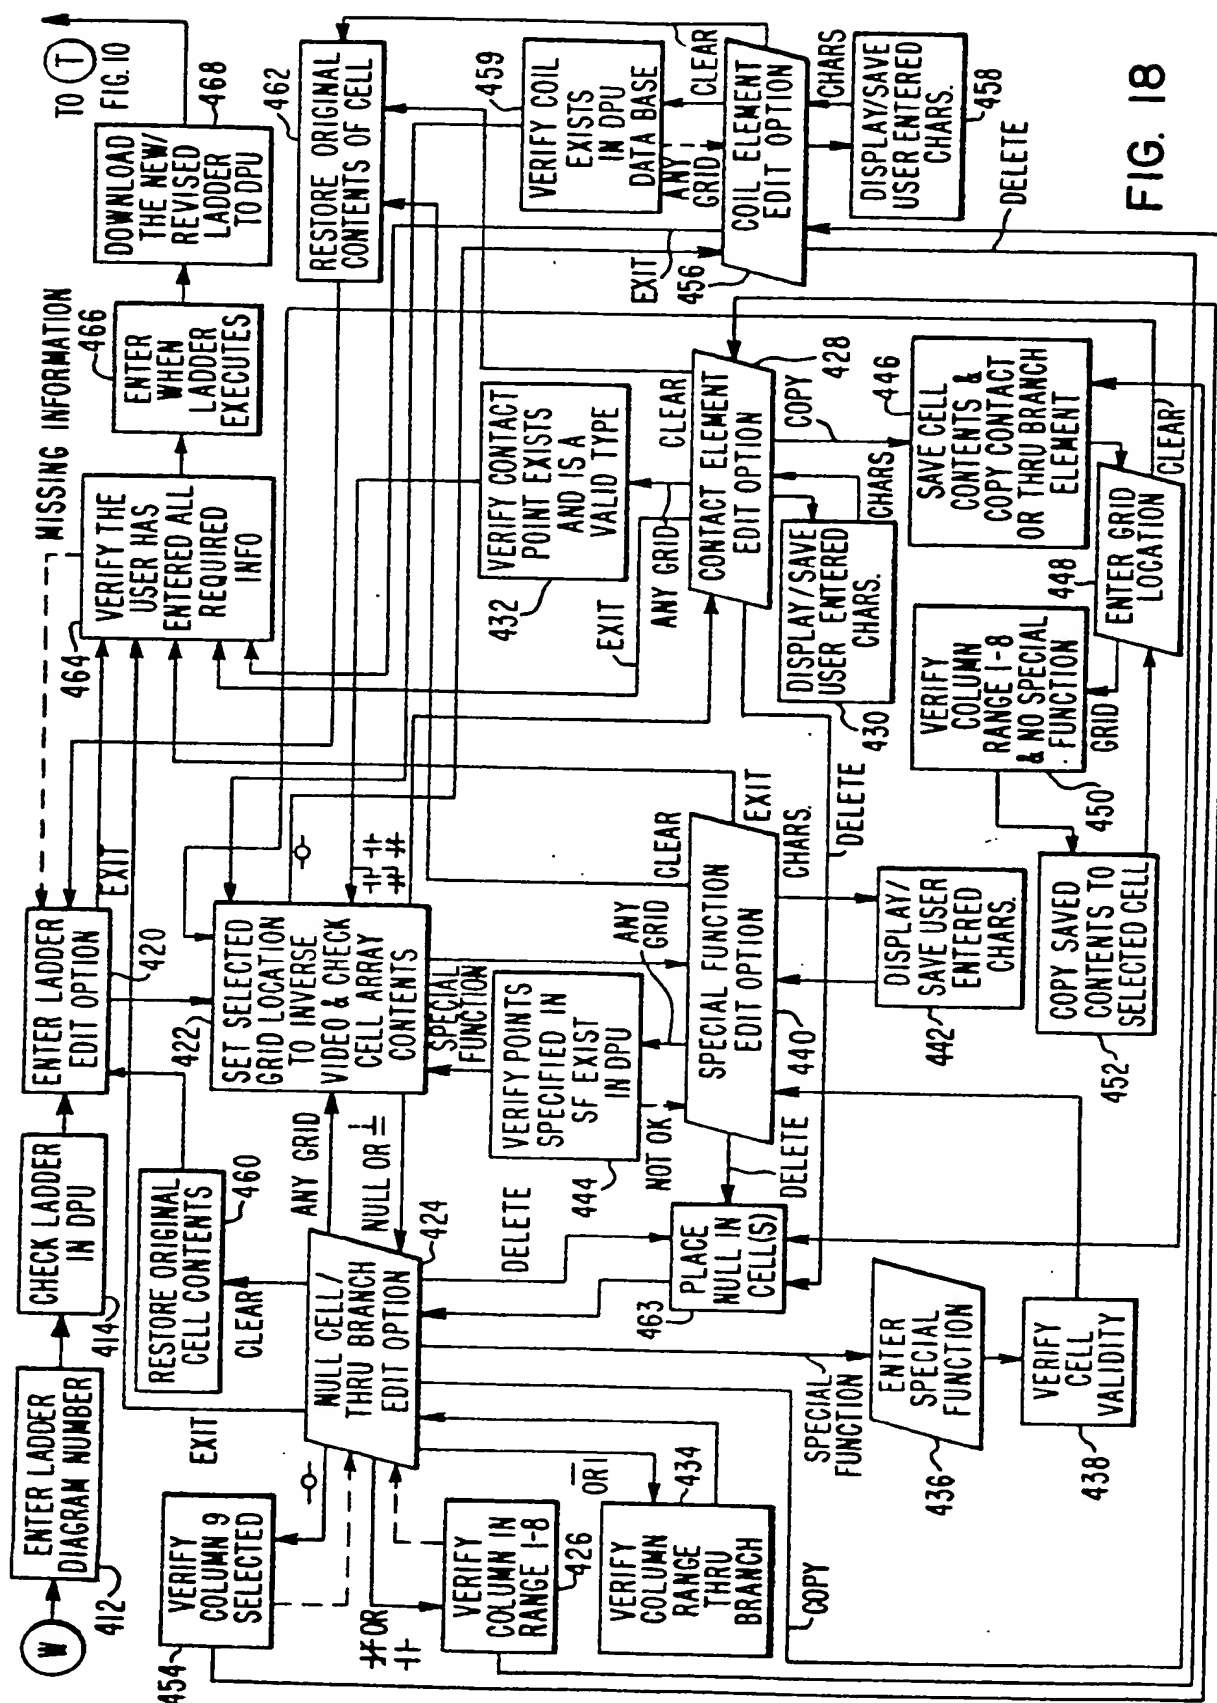 W
ENTER LADDER
DIAGRAM NUMBER
412
CHECK LADDER
IN DPU
414
ENTER LADDER
EDIT OPTION
420
EXIT
MISSING INFORMATION
VERIFY THE
USER HAS
ENTERED ALL
REQUIRED
INFO
464
ENTER
WHEN
LADDER
EXECUTES
466
DOWNLOAD
THE NEW/
REVISED
LADDER
TO DPU
468
TO T
FIG. 10
VERIFY
COLUMN 9
SELECTED
454
EXIT
RESTORE ORIGINAL
CELL CONTENTS
460
CLEAR
ANY GRID
SET SELECTED
GRID LOCATION
TO INVERSE
VIDEO & CHECK
CELL ARRAY
CONTENTS
422
NULL OR
SPECIAL
FUNCTION
RESTORE ORIGINAL
CONTENTS OF CELL
462
NULL CELL/
THRU BRANCH
EDIT OPTION
424
OR
VERIFY
COLUMN IN
RANGE 1-8
426
— OR I
VERIFY
COLUMN
RANGE
THRU
BRANCH
434
COPY
DELETE
VERIFY POINTS
SPECIFIED IN
SF EXIST
IN DPU
444
NOT OK
ANY
GRID
CLEAR
PLACE
NULL IN
CELL(S)
463
DELETE
SPECIAL FUNCTION
EDIT OPTION
440
EXIT
CHARS.
DELETE
SPECIAL
FUNCTION
ENTER
SPECIAL
FUNCTION
436
VERIFY
CELL
VALIDITY
438
DISPLAY/
SAVE USER
ENTERED
CHARS.
442
VERIFY CONTACT
POINT EXISTS
AND IS A
VALID TYPE
432
EXIT
ANY GRID
CLEAR
CONTACT ELEMENT
EDIT OPTION
428
COPY
DISPLAY/SAVE
USER ENTERED
CHARS.
430
CHARS.
SAVE CELL
CONTENTS &
COPY CONTACT
OR THRU BRANCH
ELEMENT
446
ENTER GRID
LOCATION
448
CLEAR
GRID
VERIFY
COLUMN
RANGE 1-8
& NO SPECIAL
FUNCTION
450
COPY SAVED
CONTENTS TO
SELECTED CELL
452
VERIFY COIL
EXISTS
IN DPU
DATA BASE
459
ANY
GRID
CLEAR
EXIT
COIL ELEMENT
EDIT OPTION
456
CHARS
DISPLAY/SAVE
USER ENTERED
CHARS.
458
DELETE
FIG. 18